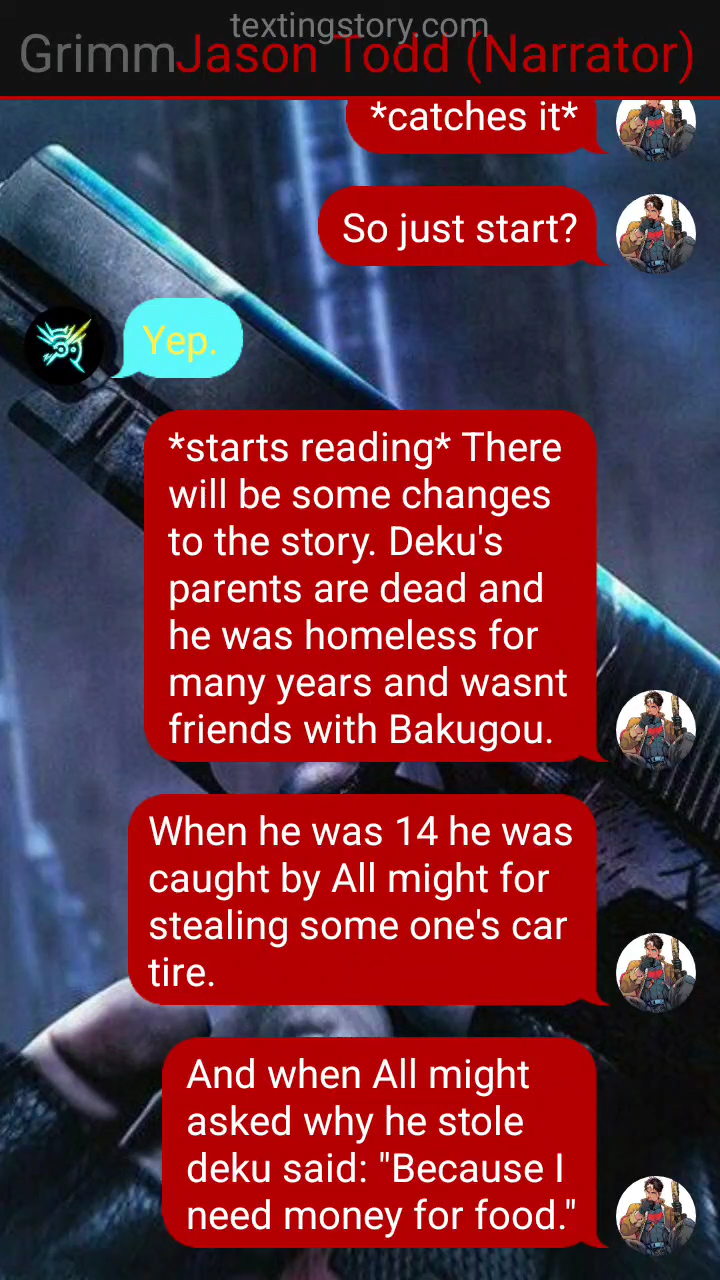 textingstory.com
GrimmJason Todd (Narrator)
*catches it*
So just start?
Yep.
*starts reading* There
will be some changes
to the story. Deku's
parents are dead and
he was homeless for
many years and wasnt
friends with Bakugou.
When he was 14 he was
caught by All might for
stealing some one's car
tire.
And when All might
asked why he stole
deku said: "Because I
need money for food."